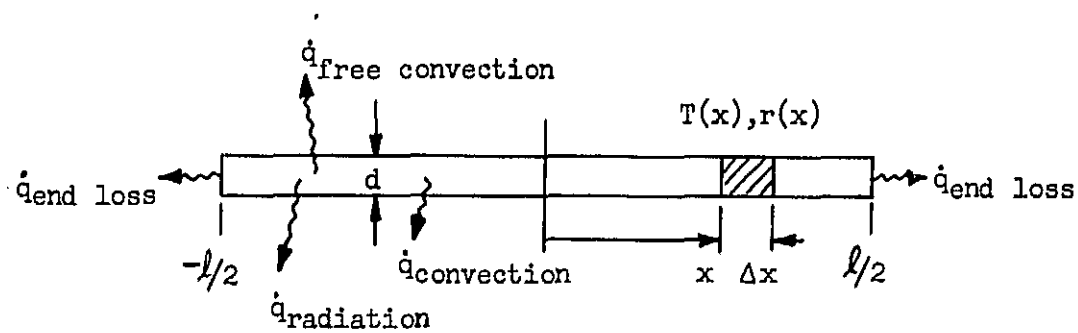 q̇free convection
T(x),r(x)
q̇end loss
d
q̇end loss
-ℓ/2
q̇convection
x
Δx
ℓ/2
q̇radiation